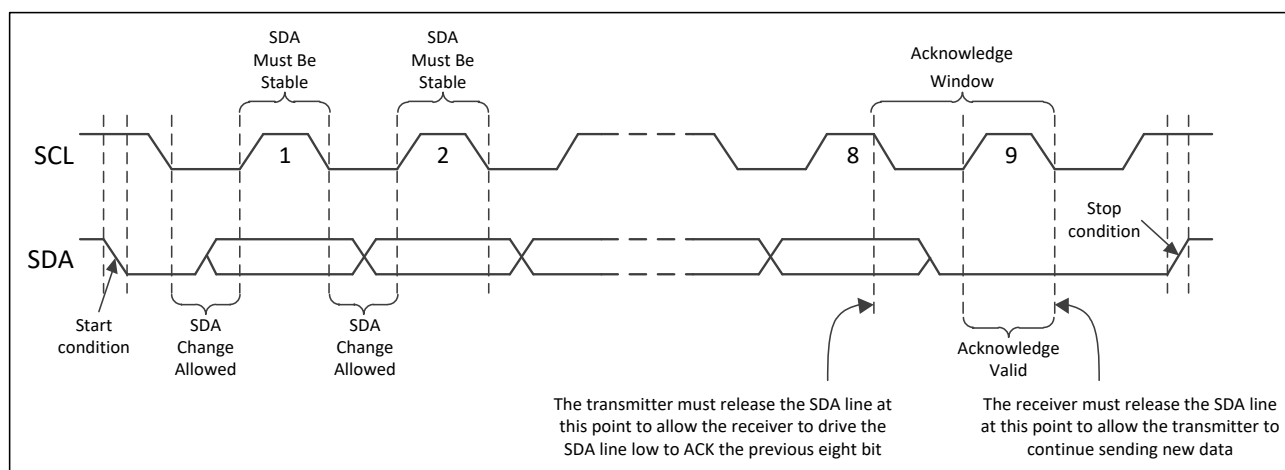 SDA
Must Be
Stable
SDA
Must Be
Stable
Acknowledge
Window
SCL
1
2
8
9
Stop
condition
SDA
Start
condition
SDA
Change
Allowed
SDA
Change
Allowed
Acknowledge
Valid
The transmitter must release the SDA line at
this point to allow the receiver to drive the
SDA line low to ACK the previous eight bit
The receiver must release the SDA line
at this point to allow the transmitter to
continue sending new data